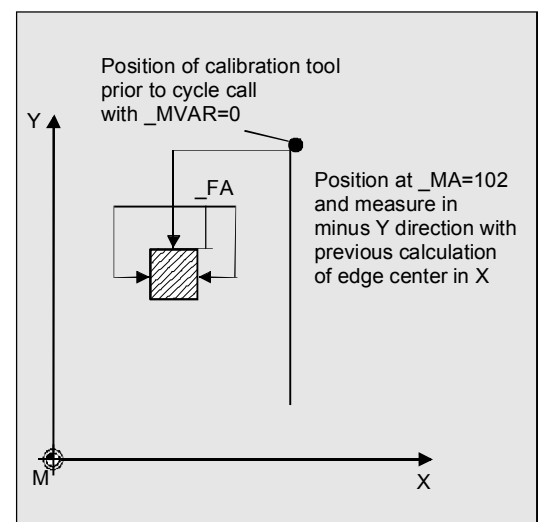 Position of calibration tool
prior to cycle call
with _MVAR=0
Y
_FA
Position at _MA=102
and measure in
minus Y direction with
previous calculation
of edge center in X
M
X